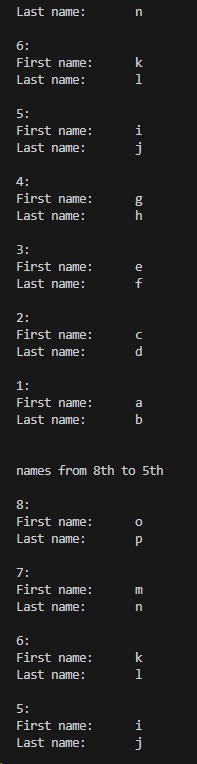 Last name:      n
6:
First name:     k
Last name:      l
5:
First name:     i
Last name:      j
4:
First name:     g
Last name:      h
3:
First name:     e
Last name:      f
2:
First name:     c
Last name:      d
1:
First name:     a
Last name:      b
names from 8th to 5th
8:
First name:     o
Last name:      p
7:
First name:     m
Last name:      n
6:
First name:     k
Last name:      l
5:
First name:     i
Last name:      j